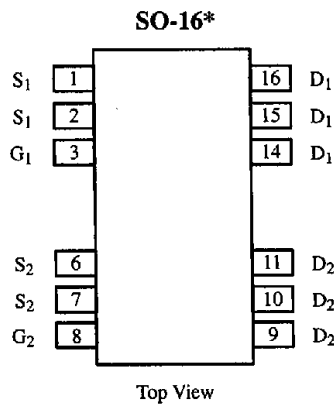 SO-16*
S1 1 16 D1
S1 2 15 D1
G1 3 14 D1
S2 6 11 D2
S2 7 10 D2
G2 8 9 D2
Top View